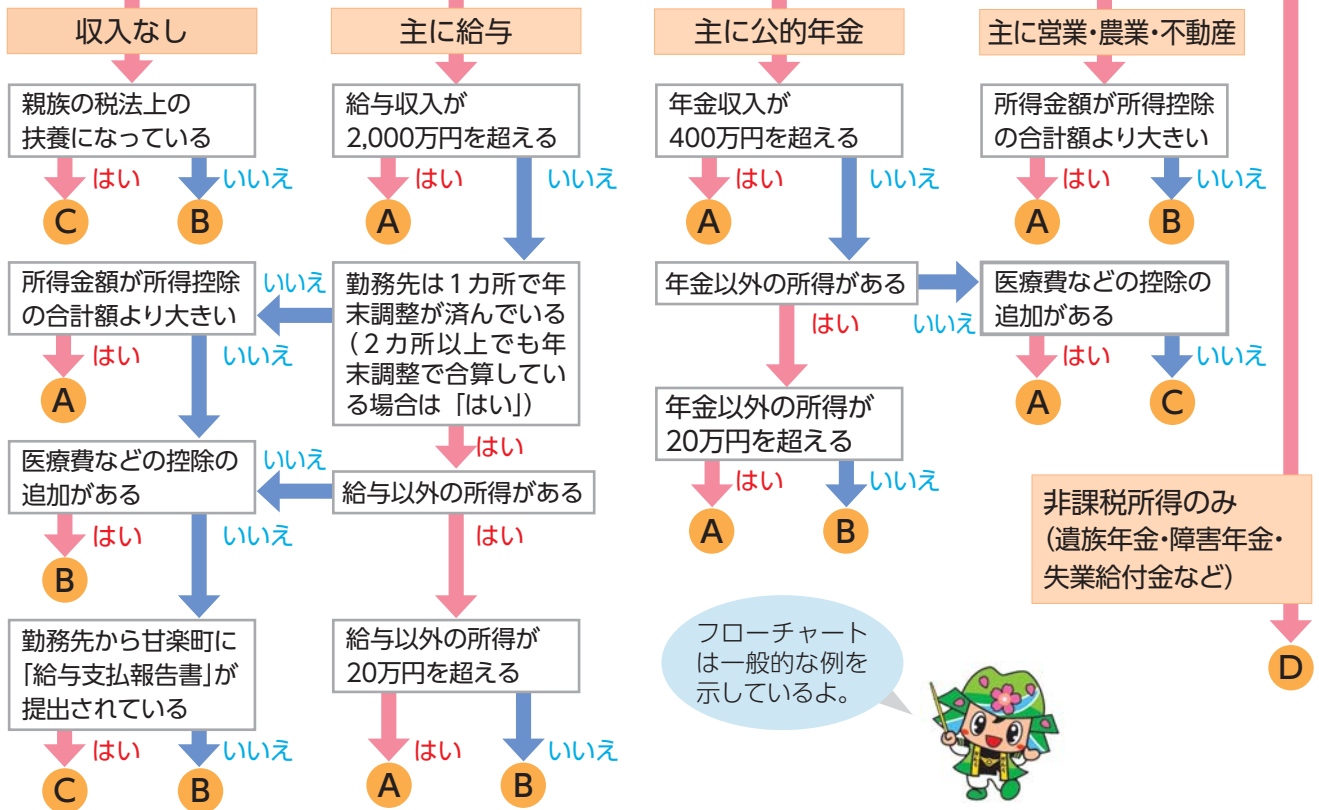 収入なし
親族の税法上の
扶養になっている
はい
いいえ
C
B
所得金額が所得控除
の合計額より大きい
はい
いいえ
A
医療費などの控除の
追加がある
はい
いいえ
B
勤務先から甘楽町に
「給与支払報告書」が
提出されている
はい
いいえ
C
B
主に給与
給与収入が
2,000万円を超える
はい
いいえ
A
いいえ
勤務先は1カ所で年
末調整が済んでいる
(2カ所以上でも年
末調整で合算してい
る場合は「はい」)
はい
いいえ
給与以外の所得がある
はい
給与以外の所得が
20万円を超える
はい
いいえ
A
B
主に公的年金
年金収入が
400万円を超える
はい
いいえ
A
年金以外の所得がある
はい
いいえ
年金以外の所得が
20万円を超える
はい
いいえ
A
B
主に営業・農業・不動産
所得金額が所得控除
の合計額より大きい
はい
いいえ
A
B
医療費などの控除の
追加がある
はい
いいえ
A
C
非課税所得のみ
(遺族年金・障害年金・
失業給付金など)
D
フローチャート
は一般的な例を
示しているよ。